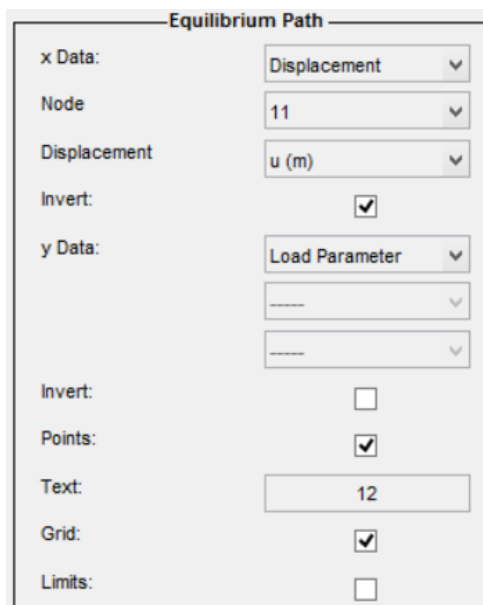 Equilibrium Path
x Data: Displacement
Node 11
Displacement u (m)
Invert:
y Data: Load Parameter
-----
-----
Invert:
Points:
Text: 12
Grid:
Limits: